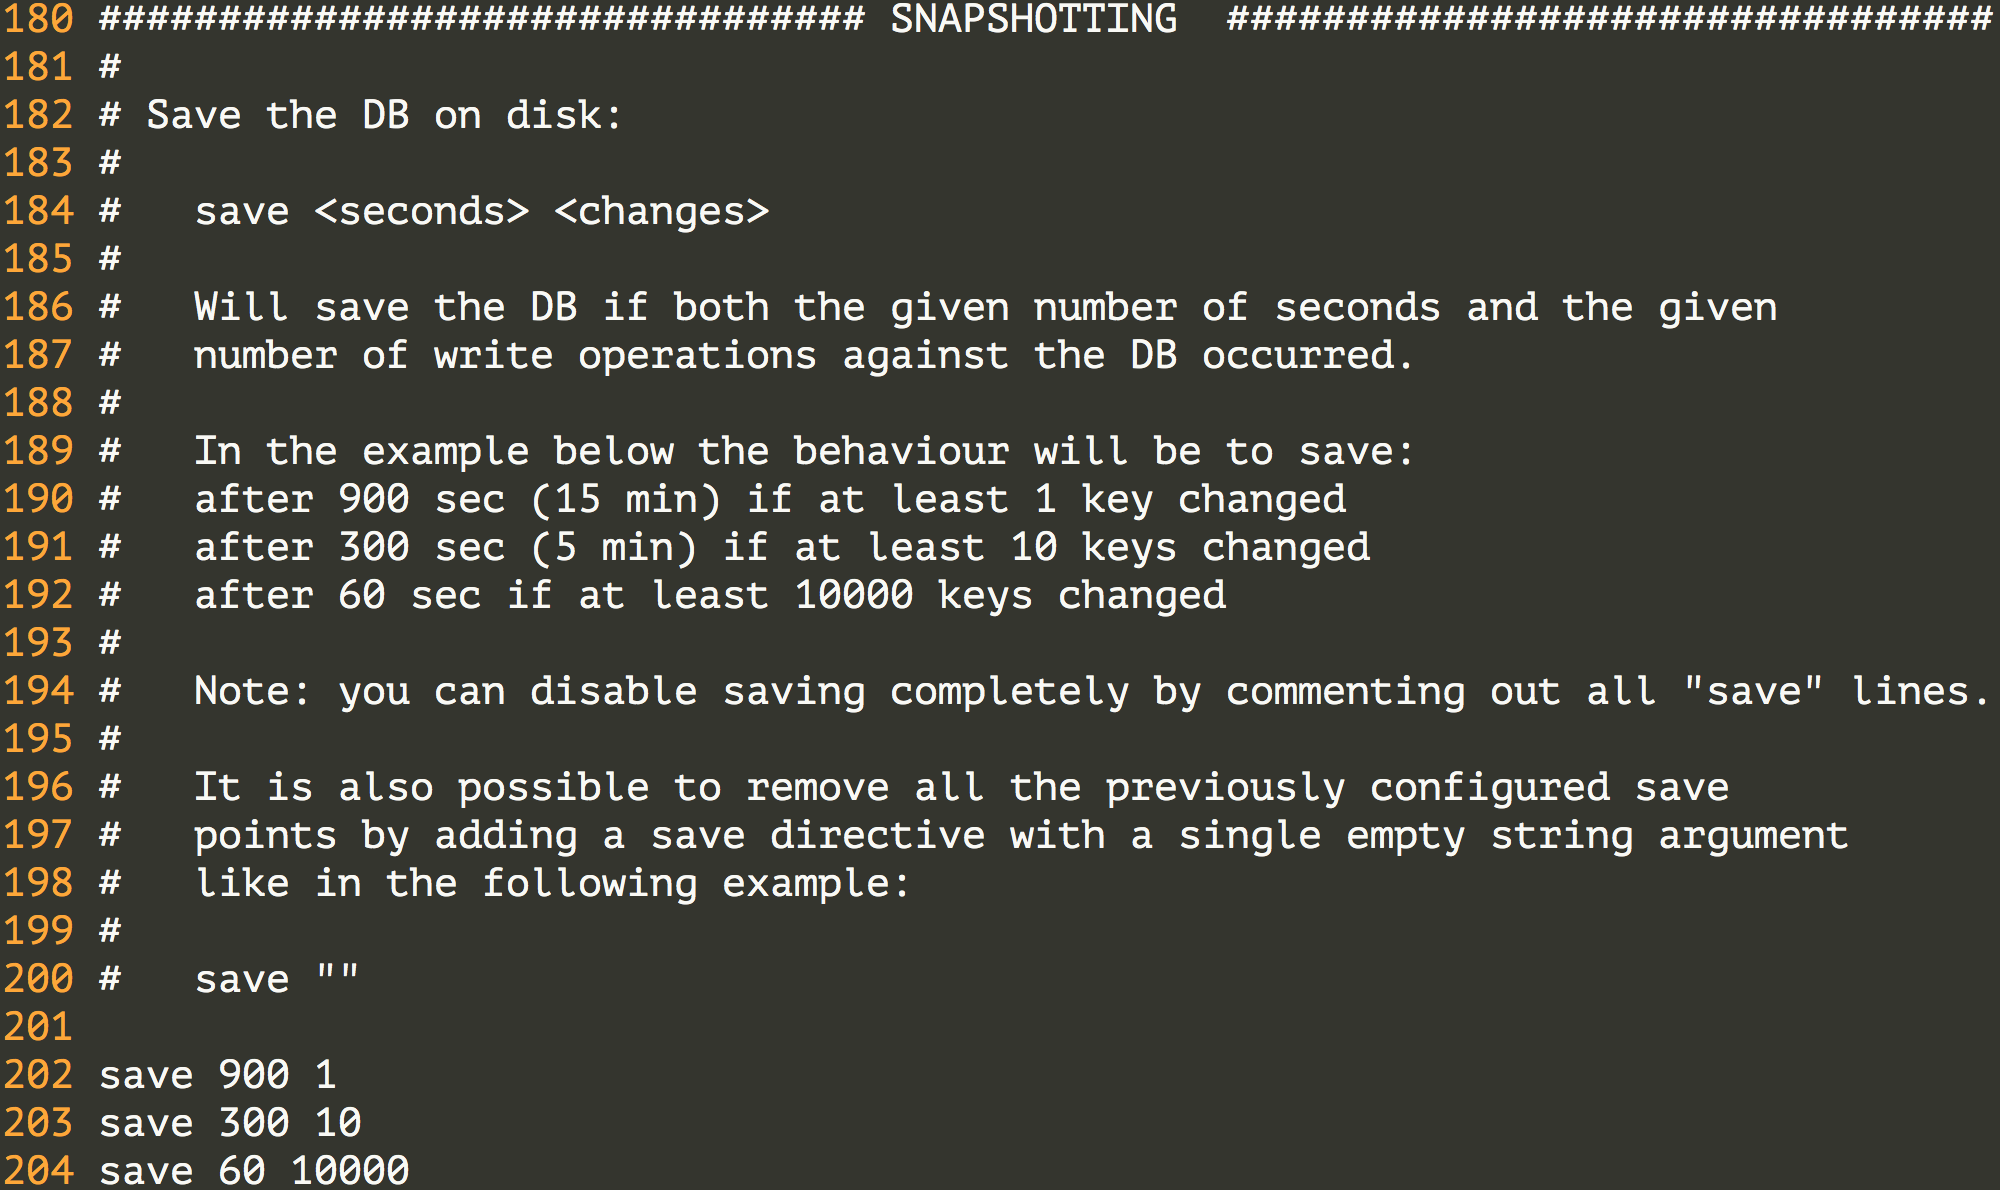 180 ################################ SNAPSHOTTING  ################################
181 #
182 # Save the DB on disk:
183 #
184 #   save <seconds> <changes>
185 #
186 #   Will save the DB if both the given number of seconds and the given
187 #   number of write operations against the DB occurred.
188 #
189 #   In the example below the behaviour will be to save:
190 #   after 900 sec (15 min) if at least 1 key changed
191 #   after 300 sec (5 min) if at least 10 keys changed
192 #   after 60 sec if at least 10000 keys changed
193 #
194 #   Note: you can disable saving completely by commenting out all "save" lines.
195 #
196 #   It is also possible to remove all the previously configured save
197 #   points by adding a save directive with a single empty string argument
198 #   like in the following example:
199 #
200 #   save ""
201
202 save 900 1
203 save 300 10
204 save 60 10000